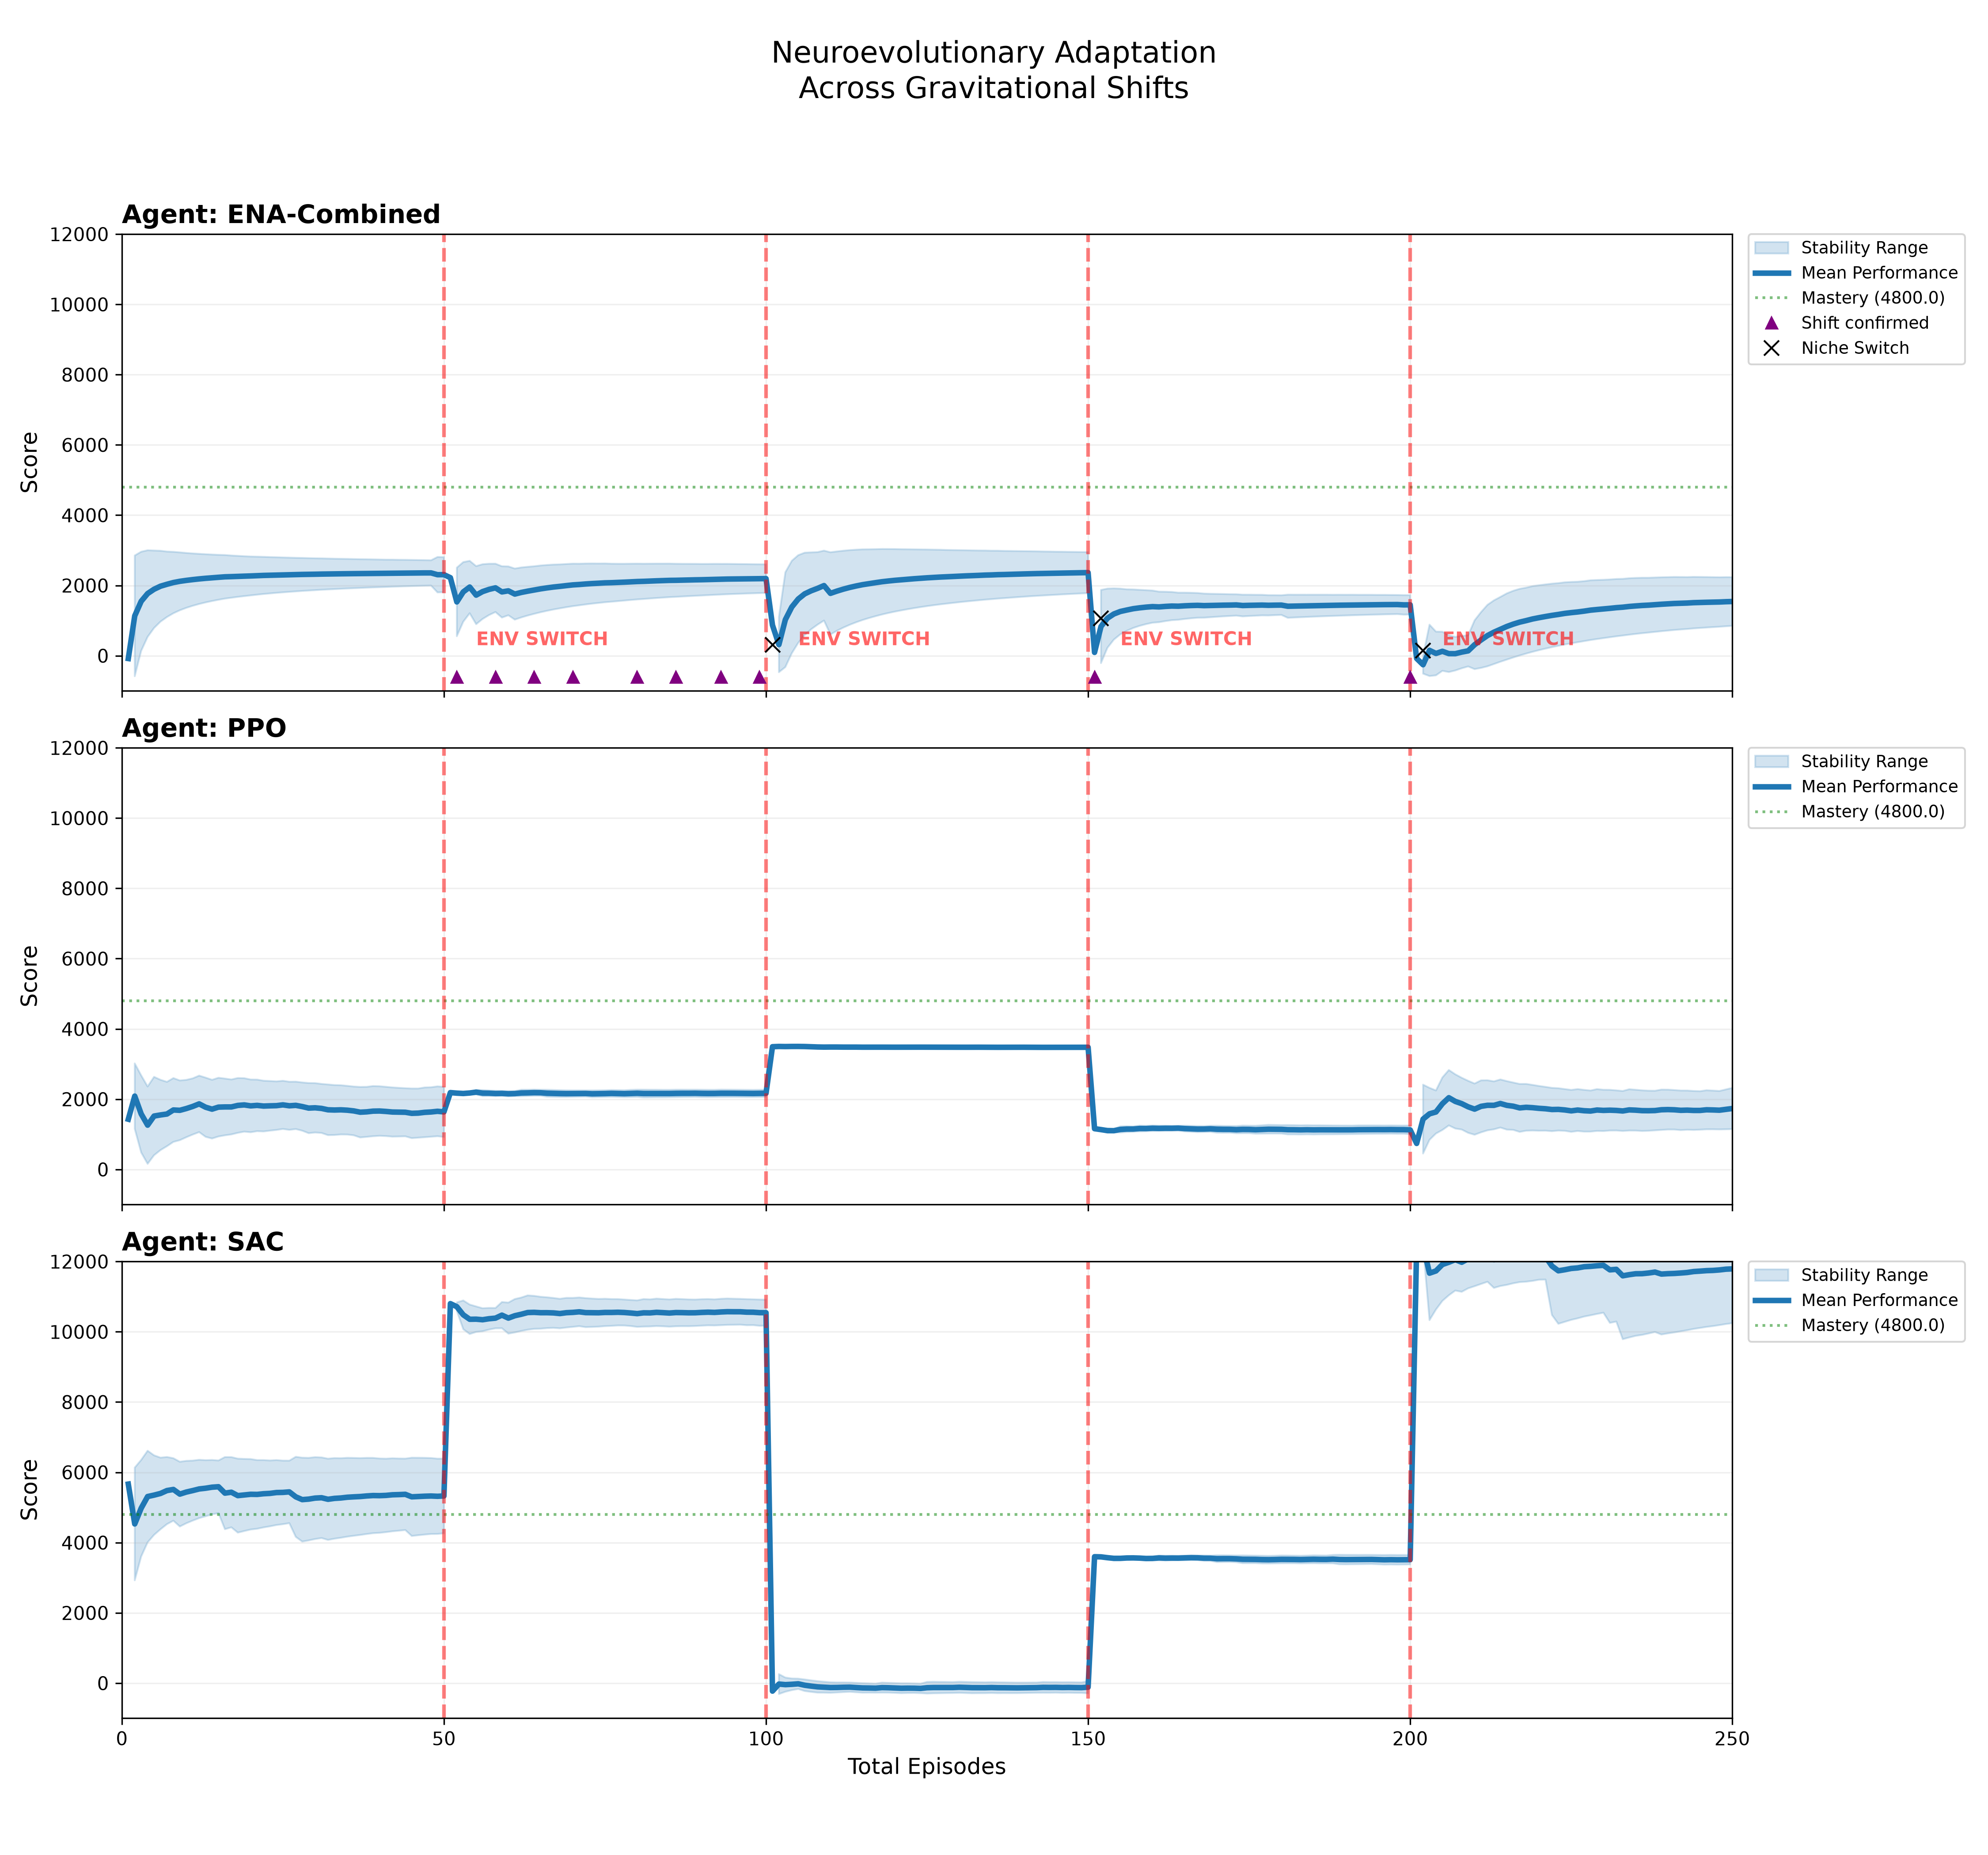 Neuroevolutionary Adaptation
Across Gravitational Shifts
Agent: ENA-Combined
12000
10000
8000
6000
4000
2000
0
Score
ENV SWITCH
ENV SWITCH
ENV SWITCH
ENV SWITCH
Stability Range
Mean Performance
Mastery (4800.0)
Shift confirmed
Niche Switch
Agent: PPO
12000
10000
8000
6000
4000
2000
0
Score
Stability Range
Mean Performance
Mastery (4800.0)
Agent: SAC
12000
10000
8000
6000
4000
2000
0
Score
Stability Range
Mean Performance
Mastery (4800.0)
0
50
100
150
200
250
Total Episodes